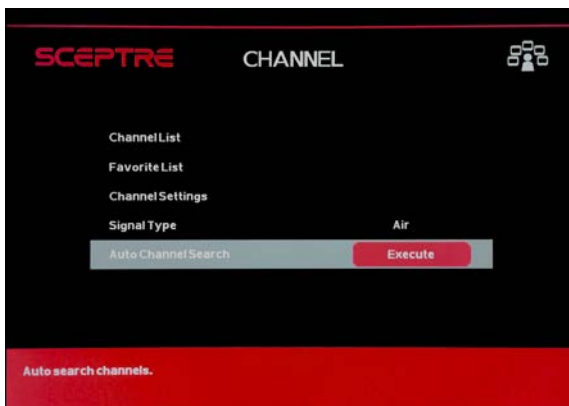 SCEPTRE CHANNEL
Channel List
Favorite List
Channel Settings
Signal Type Air
Auto Channel Search Execute
Auto search channels.